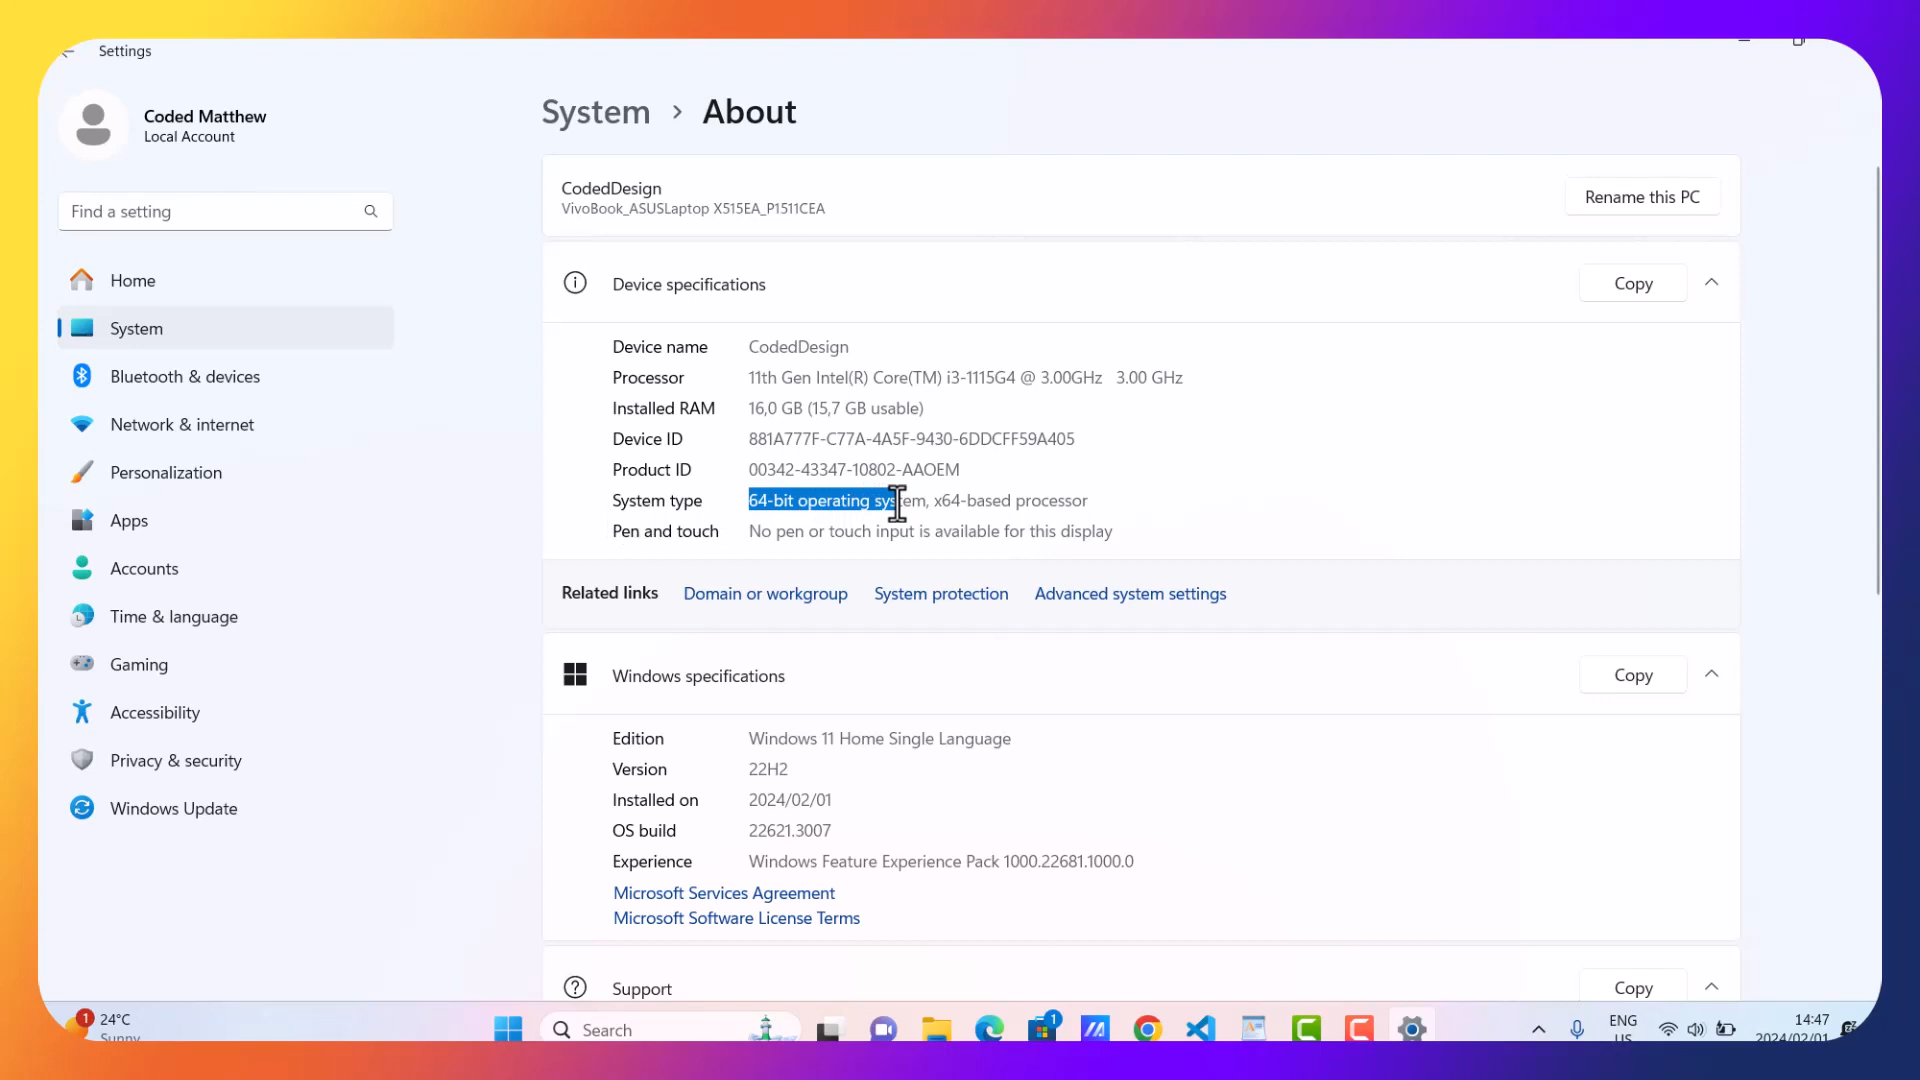 Settings
Coded Matthew
Local Account
Find a setting
Home
System
Bluetooth & devices
Network & internet
Personalization
Apps
Accounts
Time & language
Gaming
Accessibility
Privacy & security
Windows Update
System > About
CodedDesign
VivoBook_ASUSLaptop X515EA_P1511CEA
Rename this PC
Device specifications
Copy
Device name CodedDesign
Processor 11th Gen Intel(R) Core(TM) i3-1115G4 @ 3.00GHz 3.00 GHz
Installed RAM 16,0 GB (15,7 GB usable)
Device ID 881A777F-C77A-4A5F-9430-6DDCFF59A405
Product ID 00342-43347-10802-AAOEM
System type 64-bit operating system, x64-based processor
Pen and touch No pen or touch input is available for this display
Related links Domain or workgroup System protection Advanced system settings
Windows specifications
Copy
Edition Windows 11 Home Single Language
Version 22H2
Installed on 2024/02/01
OS build 22621.3007
Experience Windows Feature Experience Pack 1000.22681.1000.0
Microsoft Services Agreement
Microsoft Software License Terms
Support
Copy
1
24°C
Sunny
Search
1
ENG
US
14:47
2024/02/01